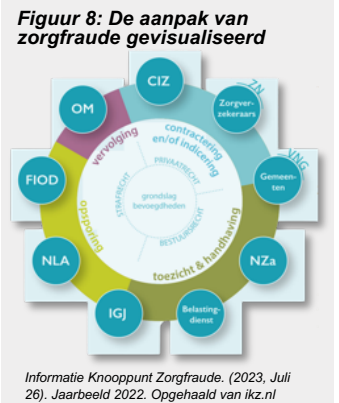 Figuur 8: De aanpak van
zorgfraude gevisualiseerd
CIZ
ZN
Zorgver-
zekeraars
VNG
Gemeen-
ten
NZa
Belasting-
dienst
IGJ
NLA
FIOD
OM
vervolging
contractering
en/of indicering
toezicht & handhaving
opsporing
PRIVAATRECHT
STRAFRECHT
BESTUURSRECHT
grondslag
bevoegdheden
Informatie Knooppunt Zorgfraude. (2023, Juli
26). Jaarbeeld 2022. Opgehaald van ikz.nl